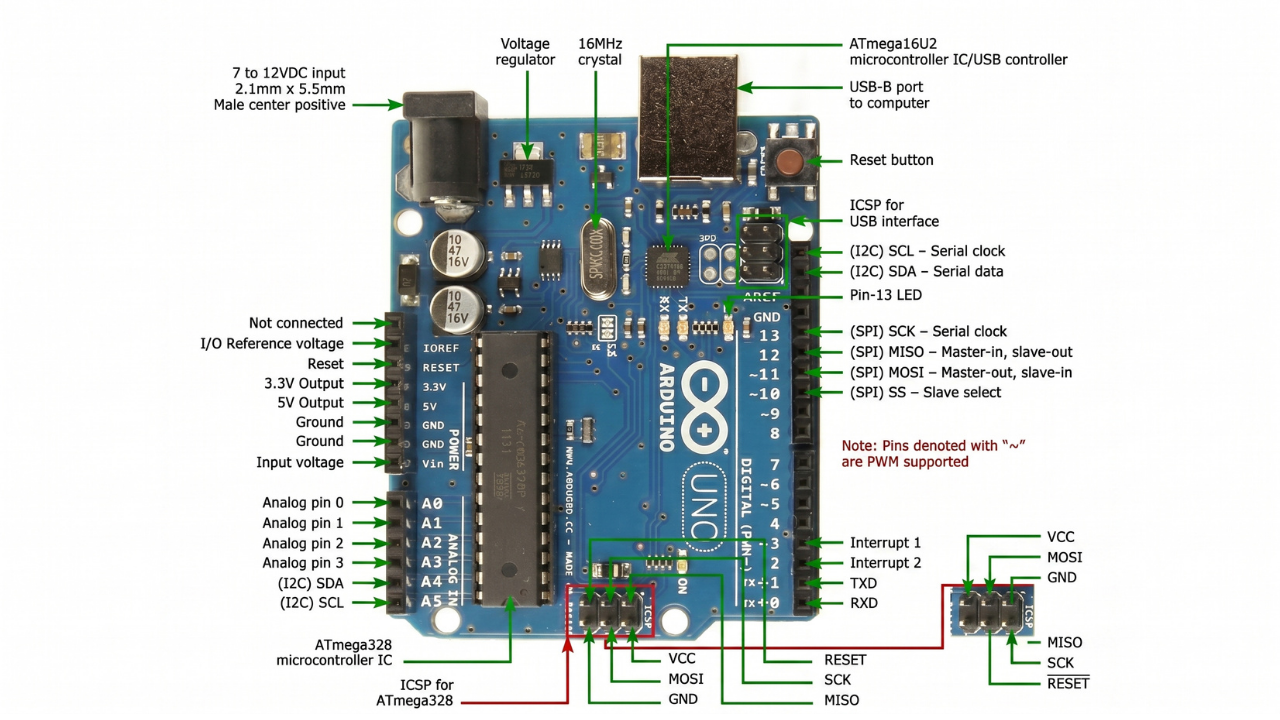 Voltage
regulator
16MHz
crystal
ATmega16U2
microcontroller IC/USB controller
7 to 12VDC input
2.1mm x 5.5mm
Male center positive
USB-B port
to computer
Reset button
ICSP for
USB interface
(I2C) SCL – Serial clock
(I2C) SDA – Serial data
Pin-13 LED
(SPI) SCK – Serial clock
(SPI) MISO – Master-in, slave-out
(SPI) MOSI – Master-out, slave-in
(SPI) SS – Slave select
Note: Pins denoted with “~”
are PWM supported
Interrupt 1
Interrupt 2
TXD
RXD
Not connected
I/O Reference voltage
Reset
3.3V Output
5V Output
Ground
Ground
Input voltage
Analog pin 0
Analog pin 1
Analog pin 2
Analog pin 3
(I2C) SDA
(I2C) SCL
ATmega328
microcontroller IC
ICSP for
ATmega328
VCC
MOSI
GND
RESET
SCK
MISO
VCC
MOSI
GND
MISO
SCK
RESET
10
47
16V
10
47
16V
IOREF
RESET
3.3V
5V
GND
GND
Vin
POWER
A0
A1
A2
A3
A4
A5
ANALOG IN
AREF
GND
13
12
~11
~10
~9
8
7
~6
~5
4
~3
2
1
0
DIGITAL
TX
RX
ARDUINO
UNO
ON
ICSP
ICSP